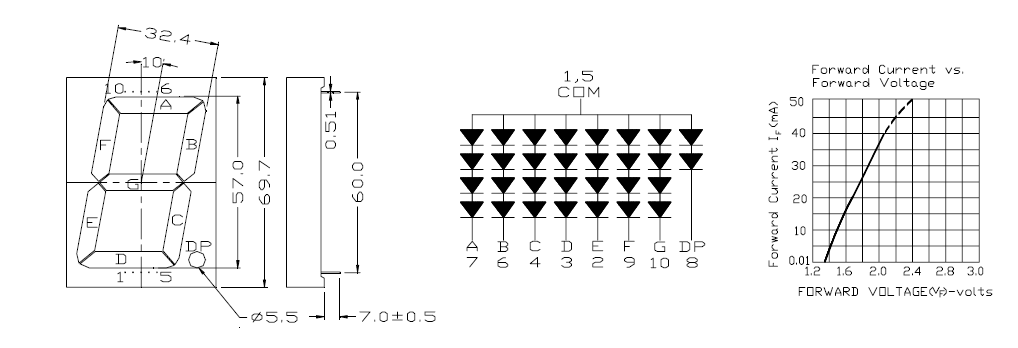 32.4
10
10 6
A
F
B
G
E
C
D
DP
1 5
57.0
69.7
ø5.5
0.51
60.0
7.0±0.5
1,5
COM
A B C D E F G DP
7 6 4 3 2 9 10 8
Forward Current vs.
Forward Voltage
Forward Current IF(mA)
50
40
30
20
10
0.01
1.2 1.6 2.0 2.4 2.8 3.0
FORWARD VOLTAGE(VF)-volts